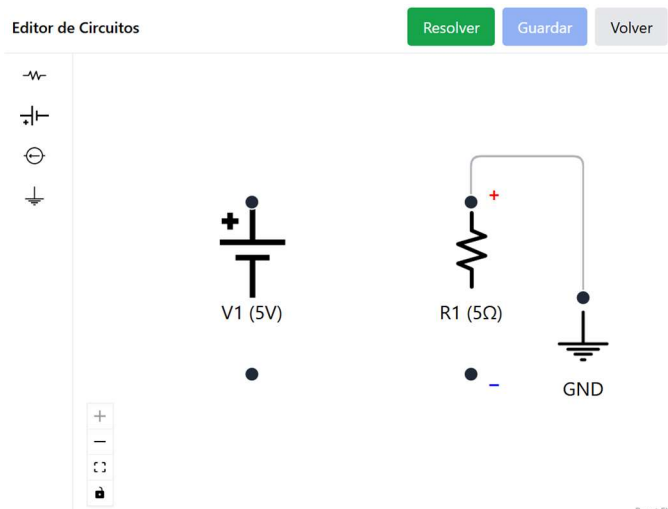 Editor de Circuitos
Resolver
Guardar
Volver
+
V1 (5V)
R1 (5Ω)
−
GND